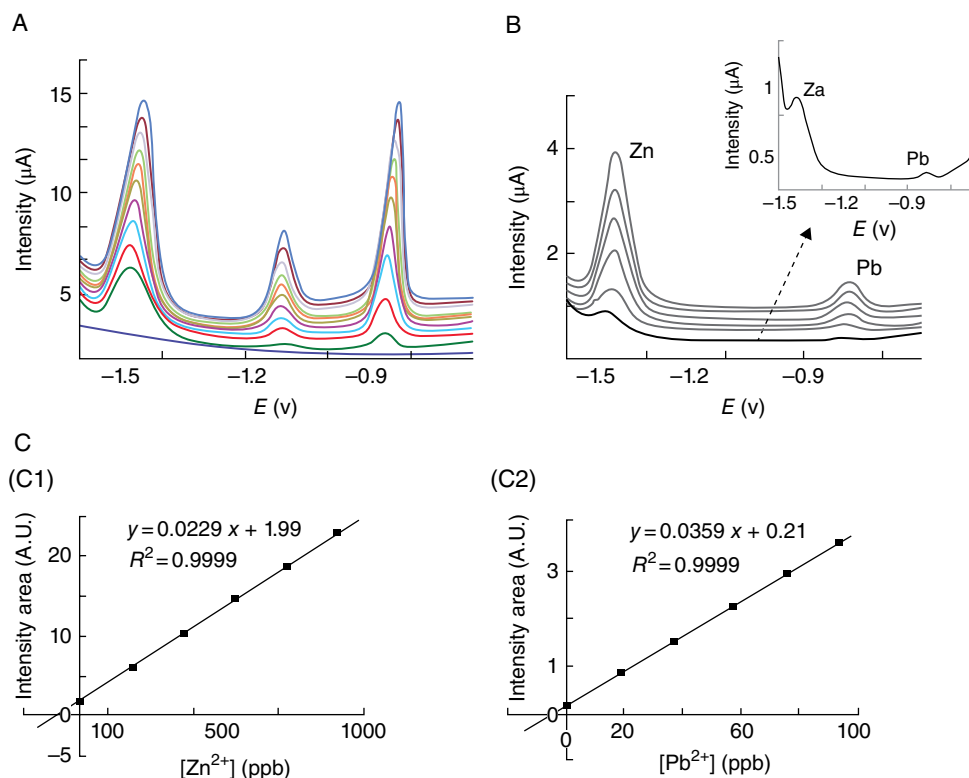 A
Intensity (μA)
15
10
5
–1.5
–1.2
–0.9
E (v)
B
Intensity (μA)
4
2
Zn
Pb
–1.5
–1.2
–0.9
E (v)
Intensity (μA)
1
0.5
Za
Pb
–1.5
–1.2
–0.9
E (v)
C
(C1)
y=0.0229 x + 1.99
R²=0.9999
Intensity area (A.U.)
20
10
0
–5
100
500
1000
[Zn²⁺] (ppb)
(C2)
y=0.0359 x + 0.21
R²=0.9999
Intensity area (A.U.)
3
1
0
0
20
60
100
[Pb²⁺] (ppb)